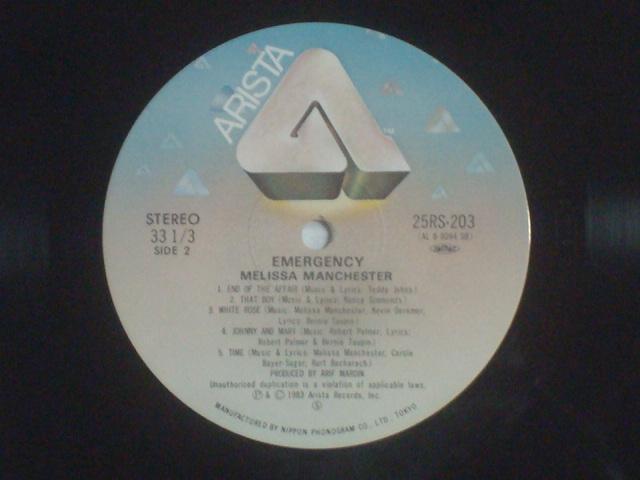 ARISTA
TM
STEREO
33 1/3
SIDE 2
25RS-203
EMERGENCY
MELISSA MANCHESTER
1. END OF THE AFFAIR (Music & Lyrics: Teddy
2. THAT BOY (Music & Lyrics: Nancy
3. WHITE ROSE (Music: Melissa Manchester, Kevin
Lyrics: Bernie Taupin)
4. JOHNNY AND MARY (Music: Robert Palmer, Lyrics:
Robert Palmer & Bernie Taupin)
5. TIME (Music & Lyrics: Melissa Manchester, Carole
Bayer-Sager, Burt Bacharach)
PRODUCED BY ARIF MARDIN
Unauthorized duplication is a violation of applicable laws.
Ⓟ & © 1983 Arista Records, Inc.
Ⓢ
MANUFACTURED BY NIPPON PHONOGRAM CO., LTD., TOKYO